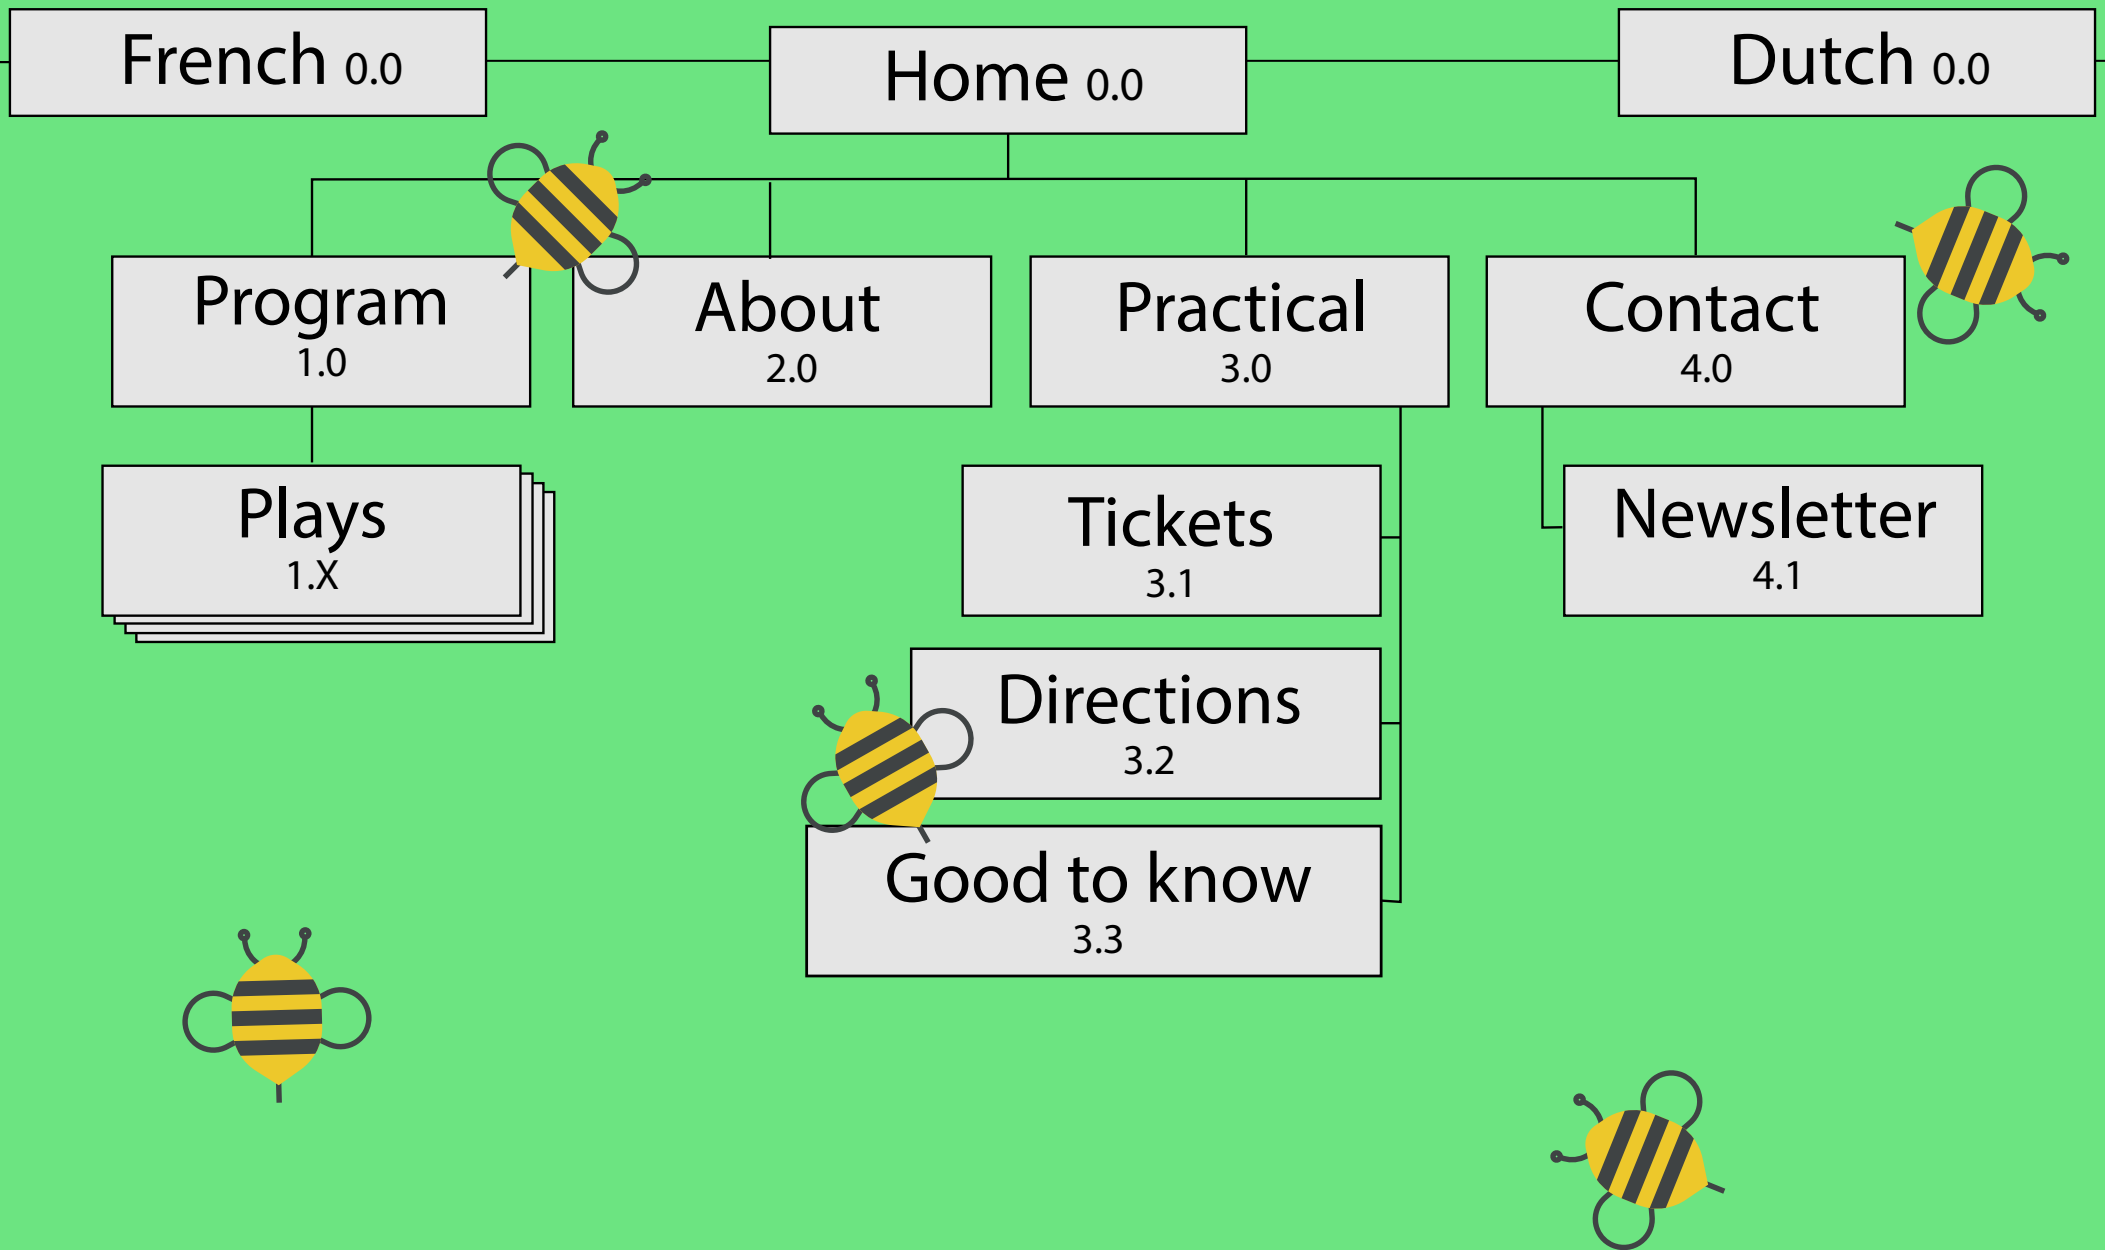 French 0.0
Home 0.0
Dutch 0.0
Program
1.0
About
2.0
Practical
3.0
Contact
4.0
Plays
1.X
Tickets
3.1
Newsletter
4.1
Directions
3.2
Good to know
3.3